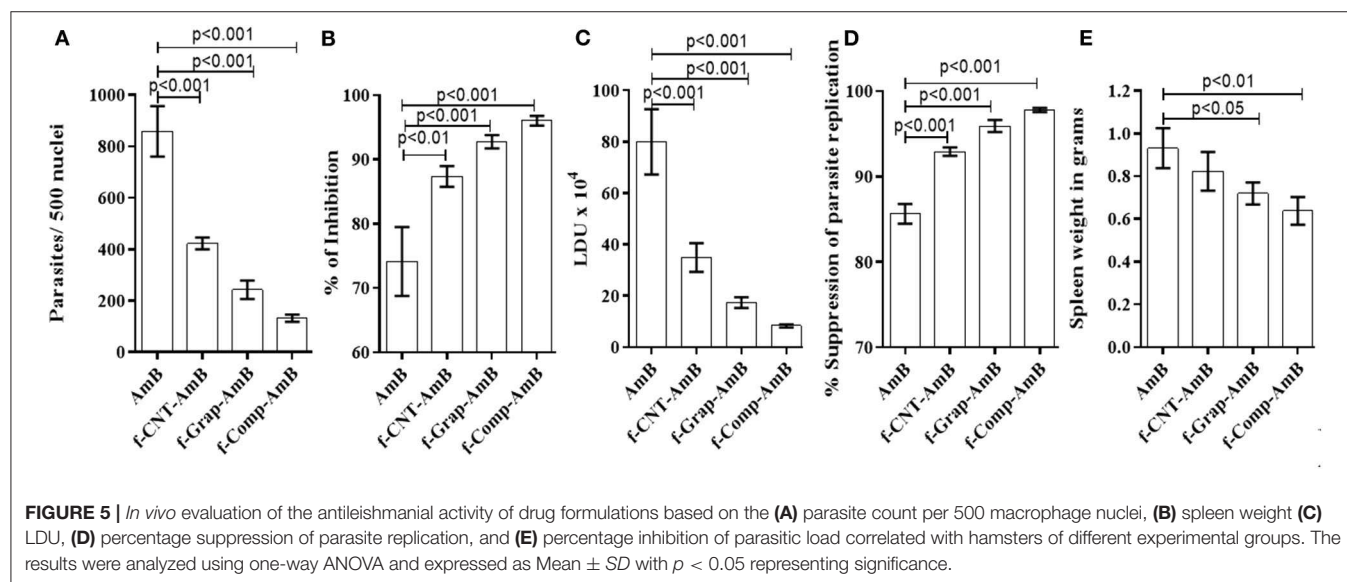 A
p<0.001
p<0.001
p<0.001
Parasites/ 500 nuclei
1000
800
600
400
200
0
AmB
f-CNT-AmB
f-Grap-AmB
f-Comp-AmB
B
p<0.001
p<0.001
p<0.01
% of Inhibition
100
90
80
70
60
AmB
f-CNT-AmB
f-Grap-AmB
f-Comp-AmB
C
p<0.001
p<0.001
p<0.001
LDU x 10⁴
100
80
60
40
20
0
AmB
f-CNT-AmB
f-Grap-AmB
f-Comp-AmB
D
p<0.001
p<0.001
p<0.001
% Suppression of parasite replication
100
90
80
70
AmB
f-CNT-AmB
f-Grap-AmB
f-Comp-AmB
E
p<0.01
p<0.05
Spleen weight in grams
1.2
1.0
0.8
0.6
0.4
0.2
0.0
AmB
f-CNT-AmB
f-Grap-AmB
f-Comp-AmB
FIGURE 5 | In vivo evaluation of the antileishmanial activity of drug formulations based on the (A) parasite count per 500 macrophage nuclei, (B) spleen weight (C)
LDU, (D) percentage suppression of parasite replication, and (E) percentage inhibition of parasitic load correlated with hamsters of different experimental groups. The
results were analyzed using one-way ANOVA and expressed as Mean ± SD with p < 0.05 representing significance.